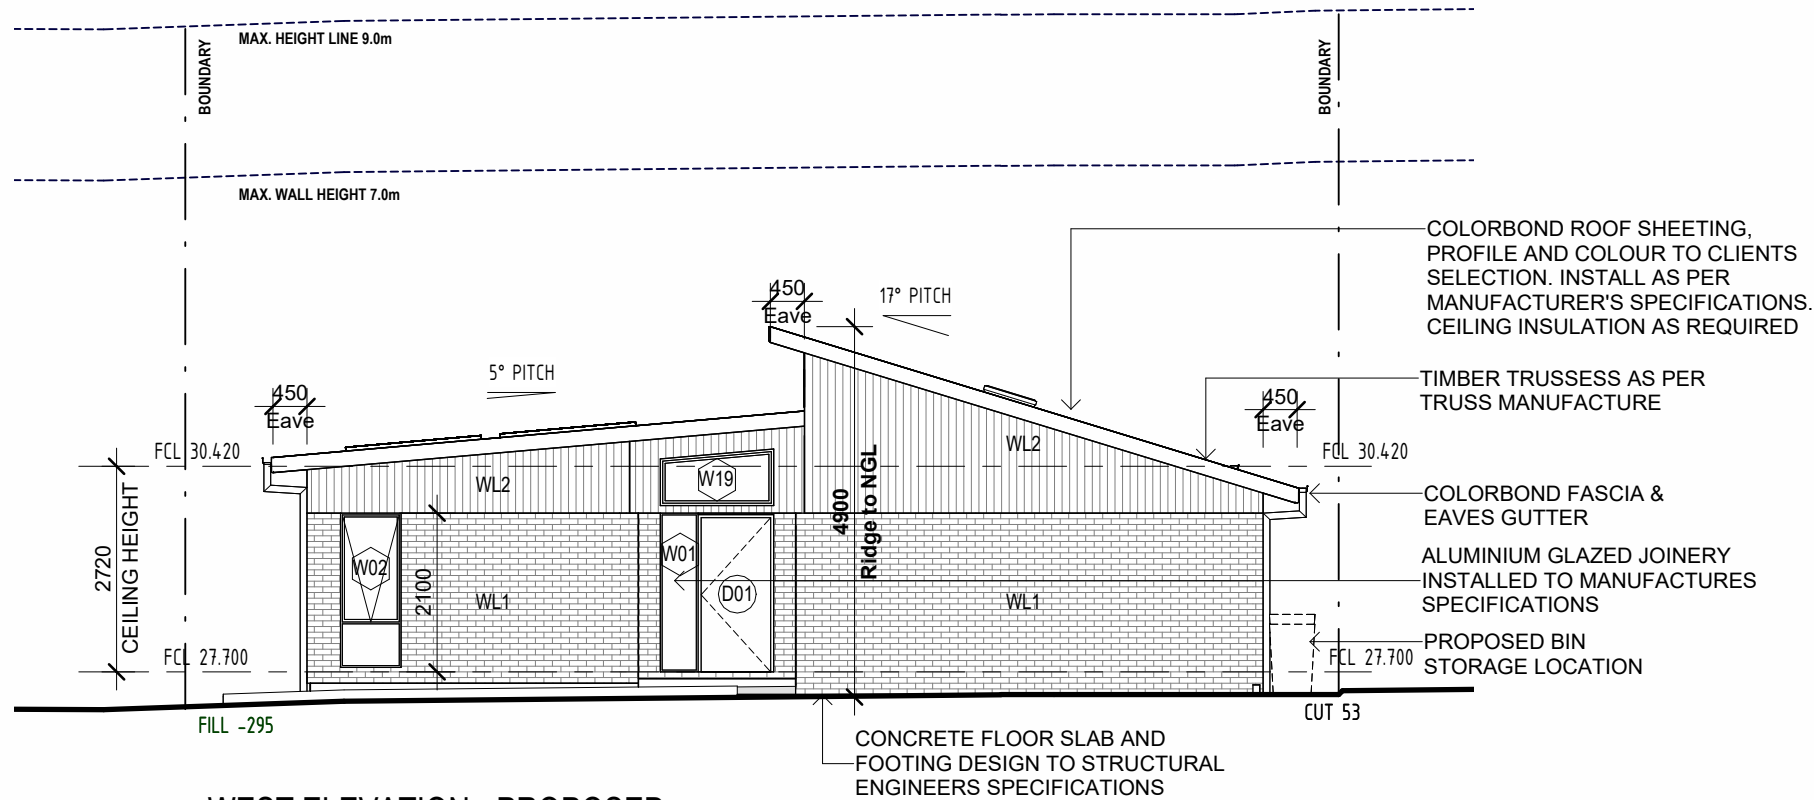 MAX. HEIGHT LINE 9.0m
BOUNDARY
BOUNDARY
MAX. WALL HEIGHT 7.0m
COLORBOND ROOF SHEETING,
PROFILE AND COLOUR TO CLIENTS
SELECTION. INSTALL AS PER
MANUFACTURER'S SPECIFICATIONS.
CEILING INSULATION AS REQUIRED
450
Eave
17° PITCH
5° PITCH
450
Eave
TIMBER TRUSSESS AS PER
TRUSS MANUFACTURE
450
Eave
FCL 30.420
FCL 30.420
WL2
WL2
W19
4900
Ridge to NGL
COLORBOND FASCIA &
EAVES GUTTER
2720
CEILING HEIGHT
W02
2100
WL1
W01
D01
WL1
ALUMINIUM GLAZED JOINERY
INSTALLED TO MANUFACTURES
SPECIFICATIONS
PROPOSED BIN
STORAGE LOCATION
FCL 27.700
FCL 27.700
FILL -295
CUT 53
CONCRETE FLOOR SLAB AND
FOOTING DESIGN TO STRUCTURAL
ENGINEERS SPECIFICATIONS
WEST ELEVATION - PROPOSED